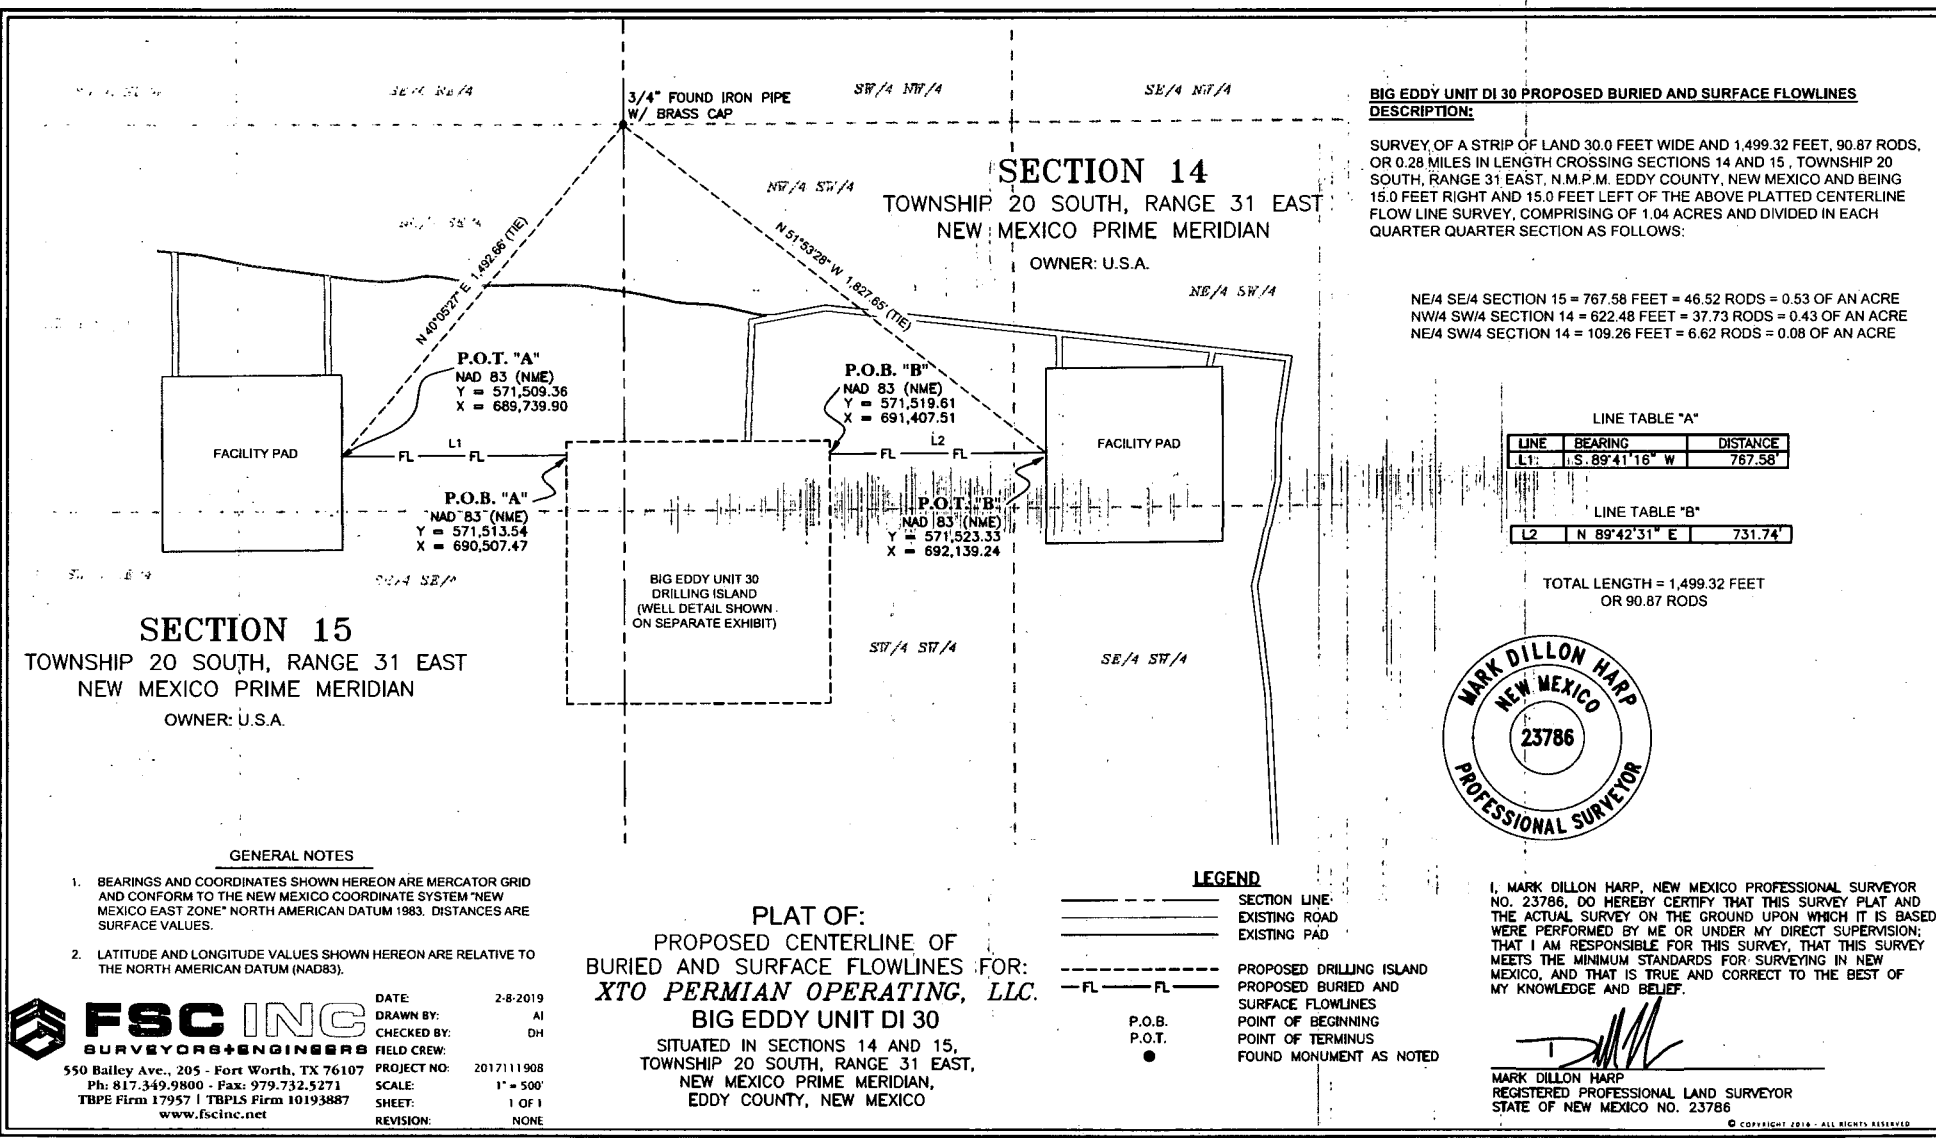 SE/4 NE/4
3/4" FOUND IRON PIPE
W/ BRASS CAP
SW/4 NW/4
SE/4 NW/4
SECTION 14
TOWNSHIP 20 SOUTH, RANGE 31 EAST
NEW MEXICO PRIME MERIDIAN
OWNER: U.S.A.
NW/4 SW/4
NE/4 SW/4
N 40°05'27" E 1,492.66' (TIE)
N 51°53'28" W 1,827.65' (TIE)
P.O.T. "A"
NAD 83 (NME)
Y = 571,509.36
X = 689,739.90
P.O.B. "B"
NAD 83 (NME)
Y = 571,519.61
X = 691,407.51
FACILITY PAD
L1
FL FL
L2
FL FL
FACILITY PAD
P.O.B. "A"
NAD 83 (NME)
Y = 571,513.54
X = 690,507.47
P.O.T. "B"
NAD 83 (NME)
Y = 571,523.33
X = 692,139.24
BIG EDDY UNIT 30
DRILLING ISLAND
(WELL DETAIL SHOWN
ON SEPARATE EXHIBIT)
SE/4 SE/4
SW/4 SW/4
SE/4 SW/4
SECTION 15
TOWNSHIP 20 SOUTH, RANGE 31 EAST
NEW MEXICO PRIME MERIDIAN
OWNER: U.S.A.
BIG EDDY UNIT DI 30 PROPOSED BURIED AND SURFACE FLOWLINES
DESCRIPTION:
SURVEY OF A STRIP OF LAND 30.0 FEET WIDE AND 1,499.32 FEET, 90.87 RODS,
OR 0.28 MILES IN LENGTH CROSSING SECTIONS 14 AND 15 , TOWNSHIP 20
SOUTH, RANGE 31 EAST, N.M.P.M. EDDY COUNTY, NEW MEXICO AND BEING
15.0 FEET RIGHT AND 15.0 FEET LEFT OF THE ABOVE PLATTED CENTERLINE
FLOW LINE SURVEY, COMPRISING OF 1.04 ACRES AND DIVIDED IN EACH
QUARTER QUARTER SECTION AS FOLLOWS:
NE/4 SE/4 SECTION 15 = 767.58 FEET = 46.52 RODS = 0.53 OF AN ACRE
NW/4 SW/4 SECTION 14 = 622.48 FEET = 37.73 RODS = 0.43 OF AN ACRE
NE/4 SW/4 SECTION 14 = 109.26 FEET = 6.62 RODS = 0.08 OF AN ACRE
LINE TABLE "A"
LINE BEARING DISTANCE
L1 S 89°41'16" W 767.58'
LINE TABLE "B"
L2 N 89°42'31" E 731.74'
TOTAL LENGTH = 1,499.32 FEET
OR 90.87 RODS
MARK DILLON HARP
NEW MEXICO
23786
PROFESSIONAL SURVEYOR
GENERAL NOTES
1. BEARINGS AND COORDINATES SHOWN HEREON ARE MERCATOR GRID
AND CONFORM TO THE NEW MEXICO COORDINATE SYSTEM "NEW
MEXICO EAST ZONE" NORTH AMERICAN DATUM 1983. DISTANCES ARE
SURFACE VALUES.
2. LATITUDE AND LONGITUDE VALUES SHOWN HEREON ARE RELATIVE TO
THE NORTH AMERICAN DATUM (NAD83).
FSC INC
SURVEYORS+ENGINEERS
550 Bailey Ave., 205 - Fort Worth, TX 76107
Ph: 817.349.9800 - Fax: 979.732.5271
TBPE Firm 17957 | TBPLS Firm 10193887
www.fscinc.net
DATE: 2-8-2019
DRAWN BY: AI
CHECKED BY: DH
FIELD CREW:
PROJECT NO: 2017111908
SCALE: 1" = 500'
SHEET: 1 OF 1
REVISION: NONE
PLAT OF:
PROPOSED CENTERLINE OF
BURIED AND SURFACE FLOWLINES FOR:
XTO PERMIAN OPERATING, LLC.
BIG EDDY UNIT DI 30
SITUATED IN SECTIONS 14 AND 15,
TOWNSHIP 20 SOUTH, RANGE 31 EAST,
NEW MEXICO PRIME MERIDIAN,
EDDY COUNTY, NEW MEXICO
LEGEND
SECTION LINE
EXISTING ROAD
EXISTING PAD
PROPOSED DRILLING ISLAND
FL FL PROPOSED BURIED AND
SURFACE FLOWLINES
P.O.B. POINT OF BEGINNING
P.O.T. POINT OF TERMINUS
FOUND MONUMENT AS NOTED
I, MARK DILLON HARP, NEW MEXICO PROFESSIONAL SURVEYOR
NO. 23786, DO HEREBY CERTIFY THAT THIS SURVEY PLAT AND
THE ACTUAL SURVEY ON THE GROUND UPON WHICH IT IS BASED
WERE PERFORMED BY ME OR UNDER MY DIRECT SUPERVISION;
THAT I AM RESPONSIBLE FOR THIS SURVEY, THAT THIS SURVEY
MEETS THE MINIMUM STANDARDS FOR SURVEYING IN NEW
MEXICO, AND THAT IS TRUE AND CORRECT TO THE BEST OF
MY KNOWLEDGE AND BELIEF.
MARK DILLON HARP
REGISTERED PROFESSIONAL LAND SURVEYOR
STATE OF NEW MEXICO NO. 23786
© COPYRIGHT 2016 - ALL RIGHTS RESERVED